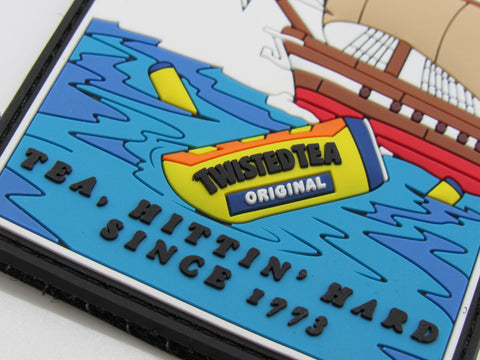 TWISTED TEA
ORIGINAL
TEA, HITTIN' HARD
SINCE 1773